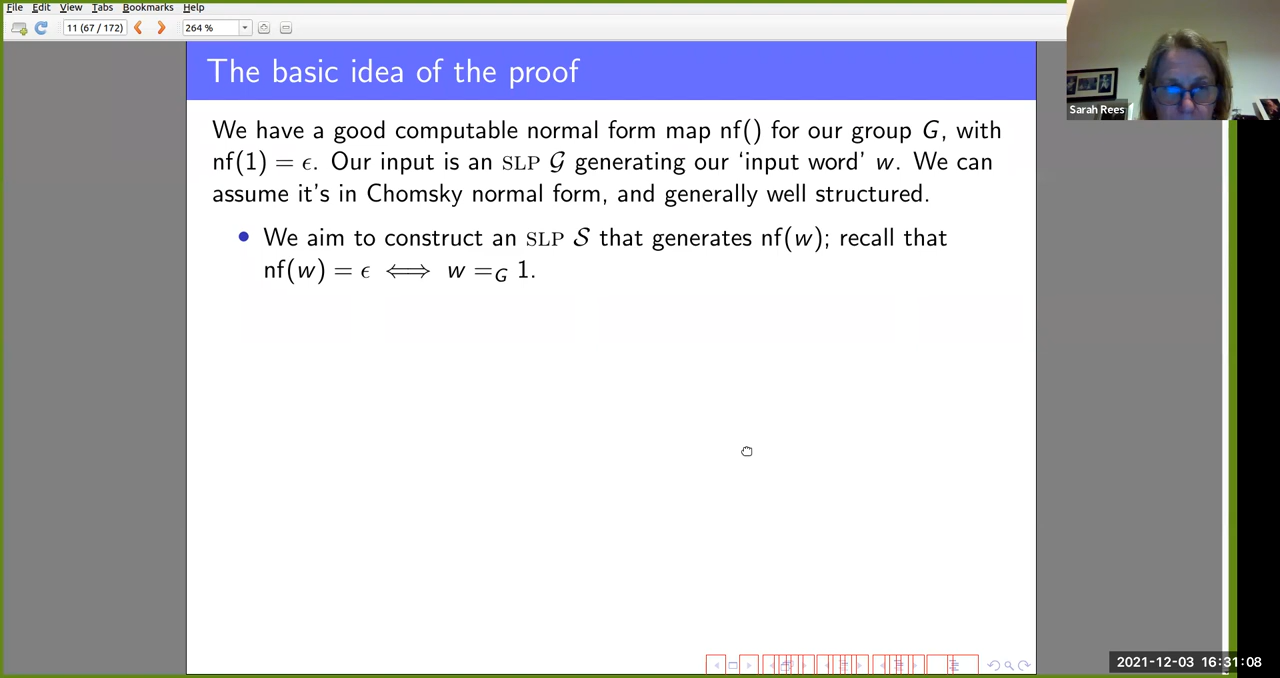 File Edit View Tabs Bookmarks Help
11 (67 / 172) 264 %
The basic idea of the proof
Sarah Rees
We have a good computable normal form map nf() for our group G, with
nf(1) = ϵ. Our input is an SLP 𝒢 generating our ‘input word’ w. We can
assume it's in Chomsky normal form, and generally well structured.
• We aim to construct an SLP 𝒮 that generates nf(w); recall that
nf(w) = ϵ ⟺ w =_G 1.
2021-12-03 16:31:08